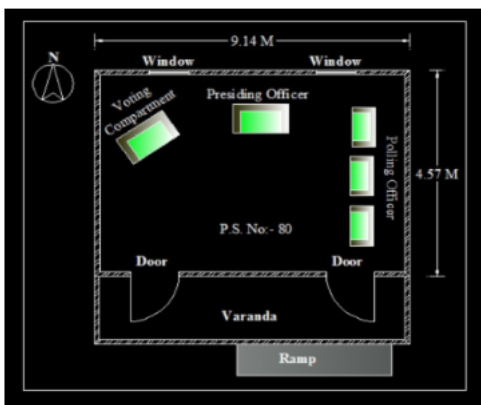 N
9.14 M
Window
Window
Voting
Compartment
Presiding Officer
Polling Officer
4.57 M
P.S. No:- 80
Door
Door
Varanda
Ramp